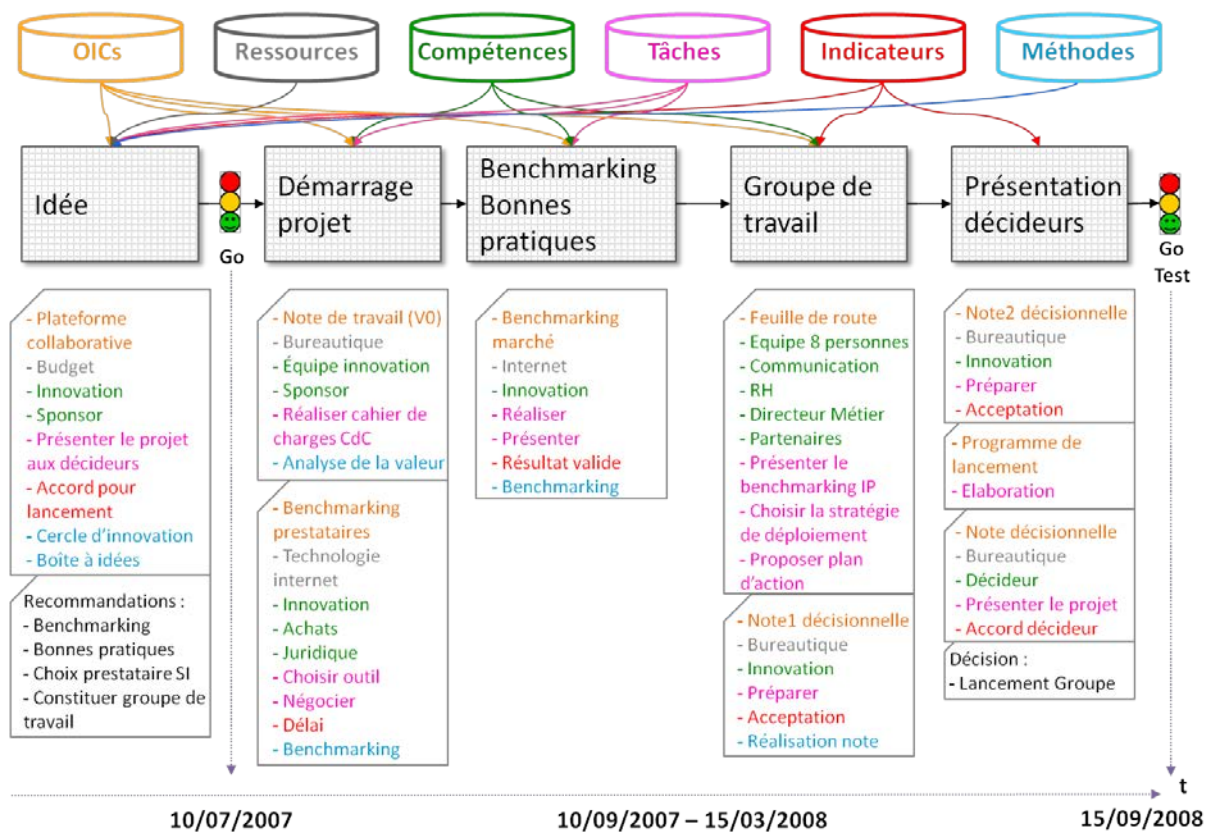 OICs
Ressources
Compétences
Tâches
Indicateurs
Méthodes
Idée
Go
Démarrage
projet
Benchmarking
Bonnes
pratiques
Groupe de
travail
Présentation
décideurs
Go
Test
- Plateforme
collaborative
- Budget
- Innovation
- Sponsor
- Présenter le projet
aux décideurs
- Accord pour
lancement
- Cercle d'innovation
- Boîte à idées
Recommandations :
- Benchmarking
- Bonnes pratiques
- Choix prestataire SI
- Constituer groupe de
travail
- Note de travail (V0)
- Bureautique
- Équipe innovation
- Sponsor
- Réaliser cahier de
charges CdC
- Analyse de la valeur
- Benchmarking
prestataires
- Technologie
internet
- Innovation
- Achats
- Juridique
- Choisir outil
- Négocier
- Délai
- Benchmarking
- Benchmarking
marché
- Internet
- Innovation
- Réaliser
- Présenter
- Résultat valide
- Benchmarking
- Feuille de route
- Equipe 8 personnes
- Communication
- RH
- Directeur Métier
- Partenaires
- Présenter le
benchmarking IP
- Choisir la stratégie
de déploiement
- Proposer plan
d'action
- Note1 décisionnelle
- Bureautique
- Innovation
- Préparer
- Acceptation
- Réalisation note
- Note2 décisionnelle
- Bureautique
- Innovation
- Préparer
- Acceptation
- Programme de
lancement
- Elaboration
- Note décisionnelle
- Bureautique
- Décideur
- Présenter le projet
- Accord décideur
Décision :
- Lancement Groupe
t
10/07/2007
10/09/2007 – 15/03/2008
15/09/2008